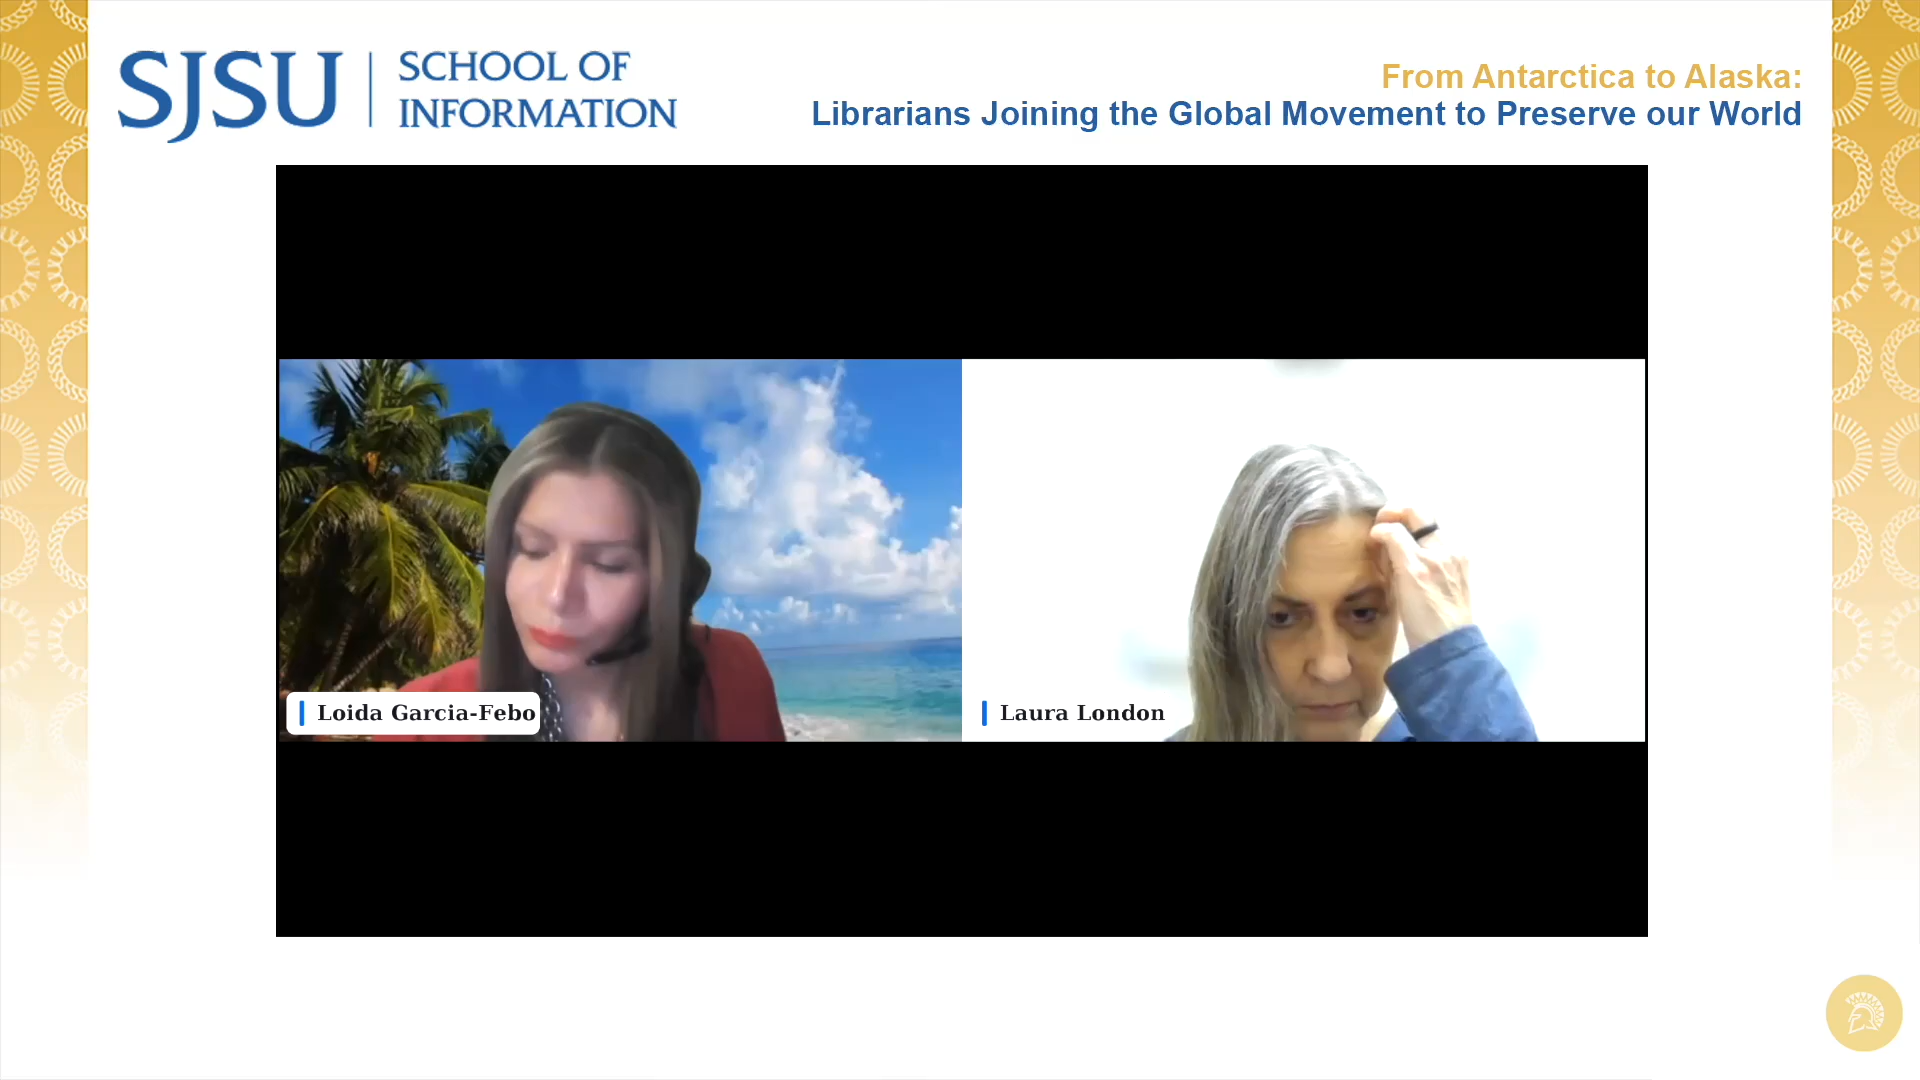 SJSU
SCHOOL OF
INFORMATION
From Antarctica to Alaska:
Librarians Joining the Global Movement to Preserve our World
Loida Garcia-Febo
Laura London